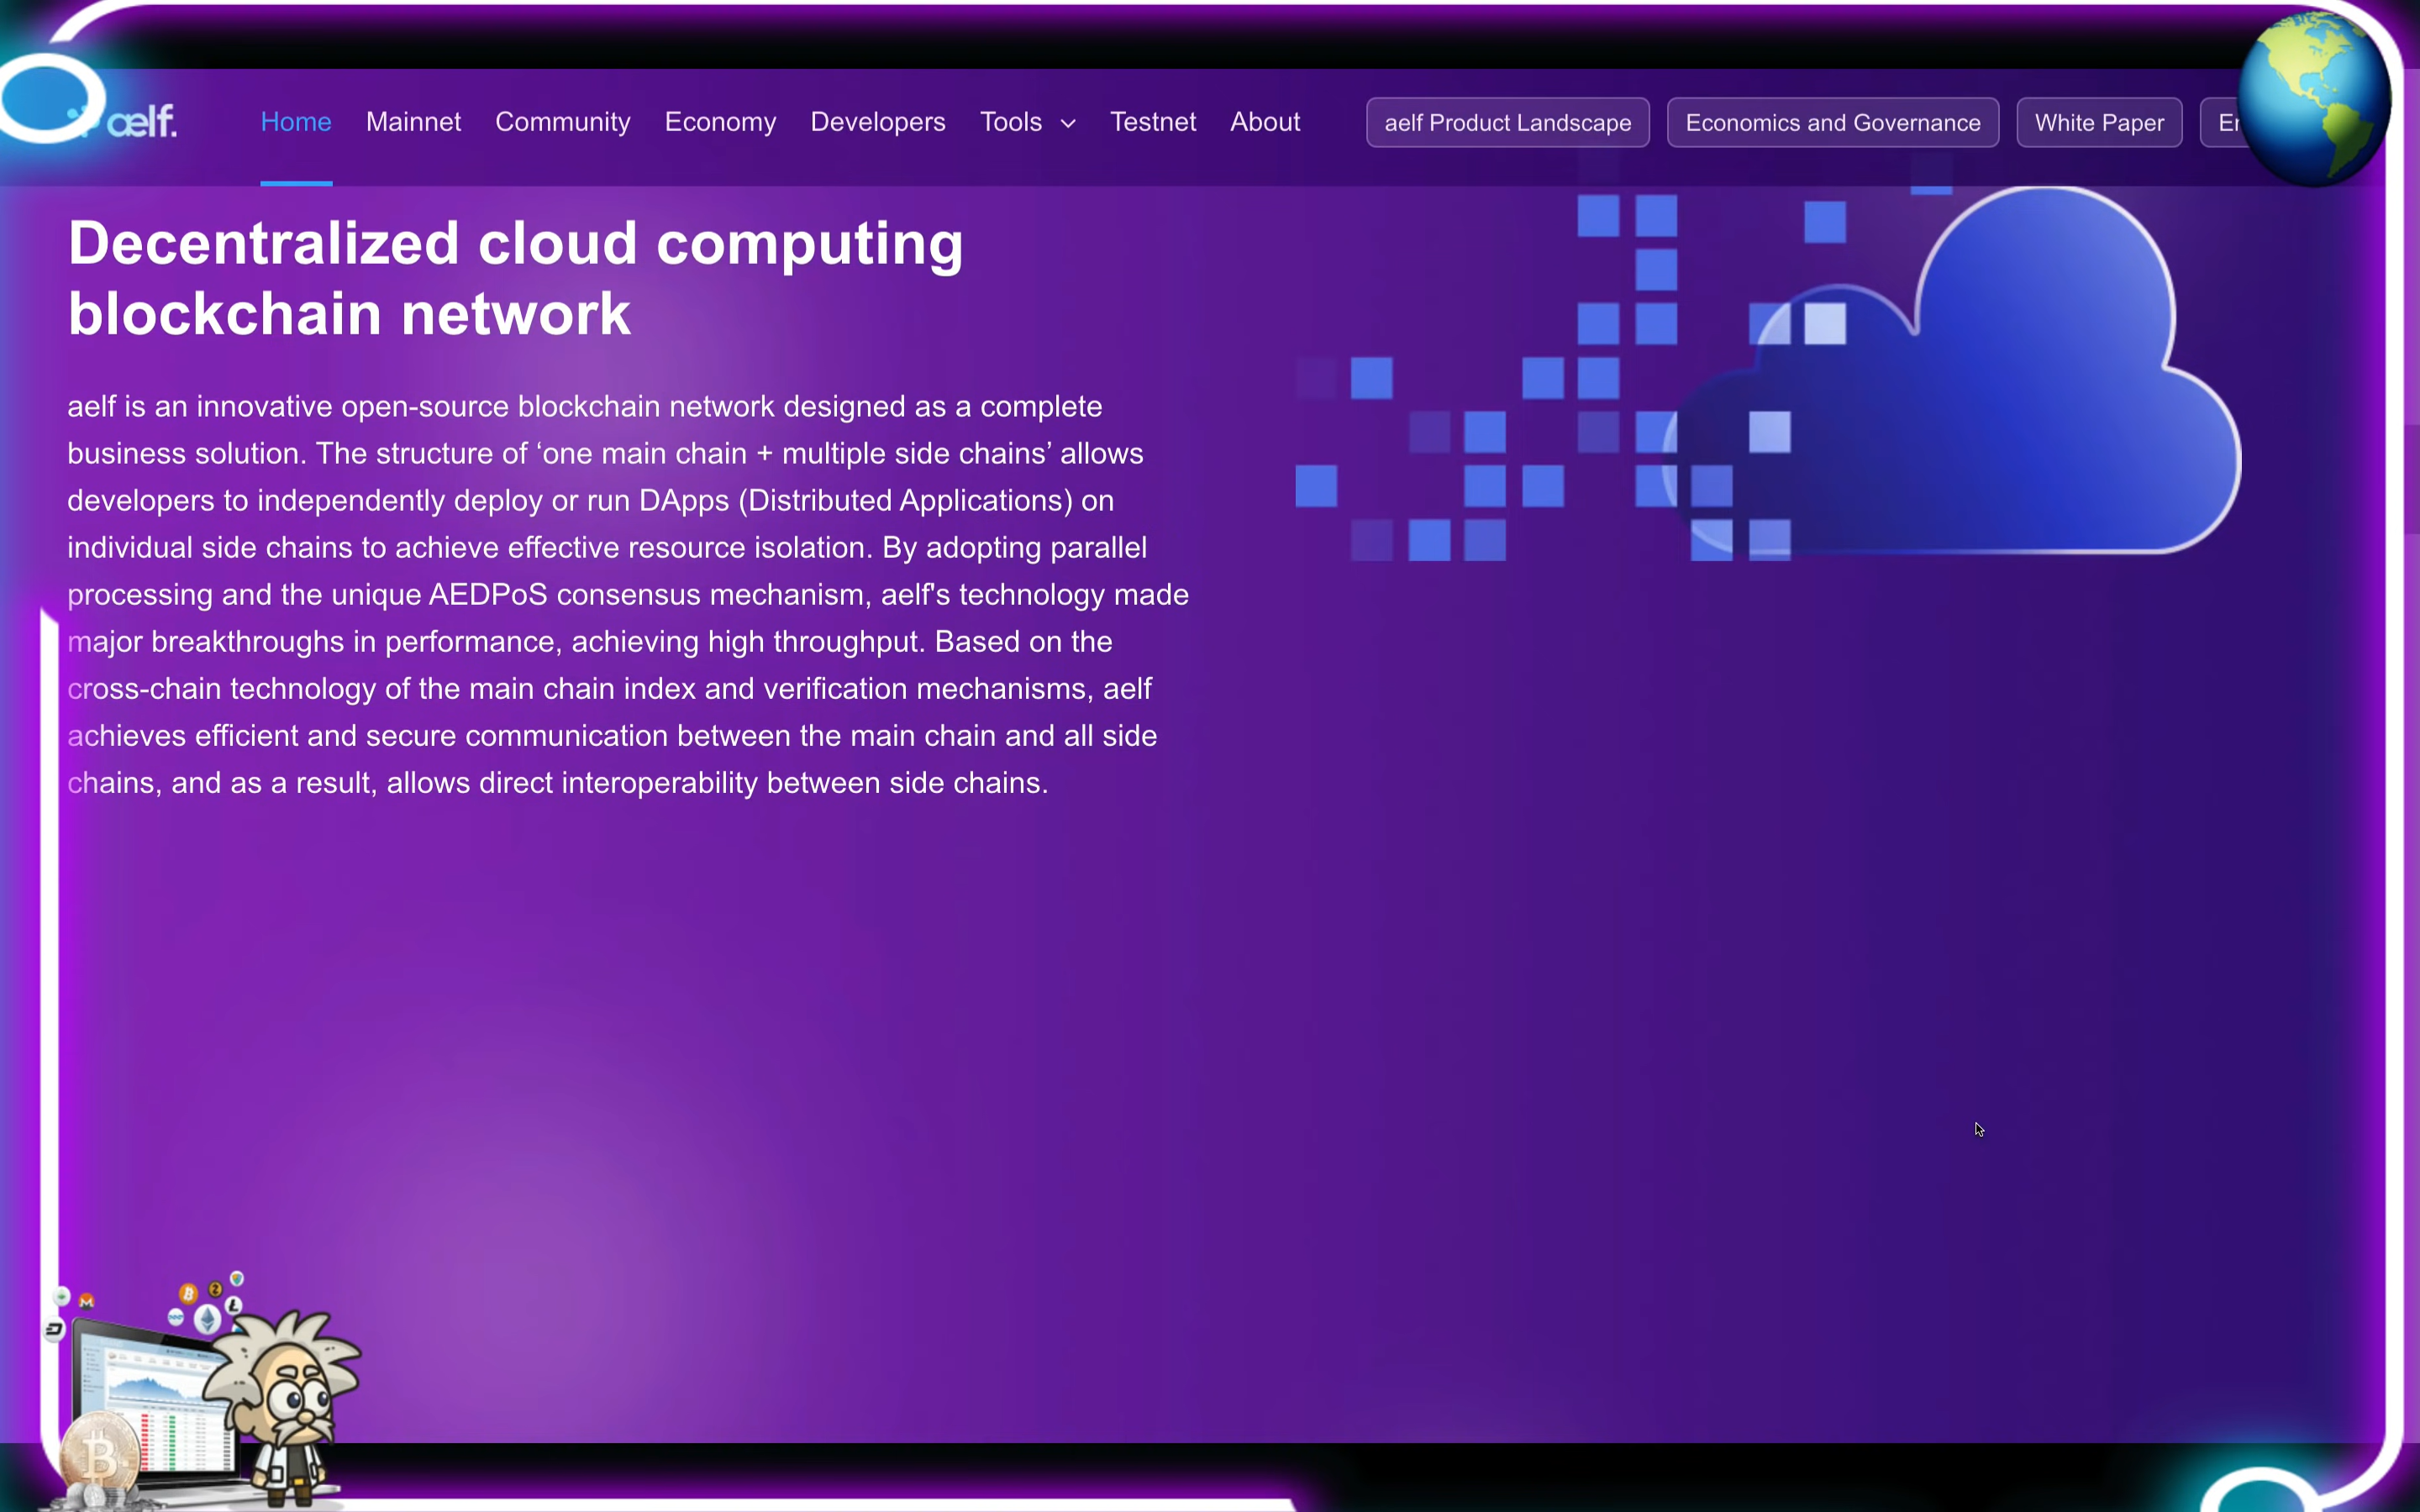 aelf.
Home Mainnet Community Economy Developers Tools Testnet About
aelf Product Landscape Economics and Governance White Paper
Decentralized cloud computing
blockchain network
aelf is an innovative open-source blockchain network designed as a complete
business solution. The structure of ‘one main chain + multiple side chains’ allows
developers to independently deploy or run DApps (Distributed Applications) on
individual side chains to achieve effective resource isolation. By adopting parallel
processing and the unique AEDPoS consensus mechanism, aelf's technology made
major breakthroughs in performance, achieving high throughput. Based on the
cross-chain technology of the main chain index and verification mechanisms, aelf
achieves efficient and secure communication between the main chain and all side
chains, and as a result, allows direct interoperability between side chains.